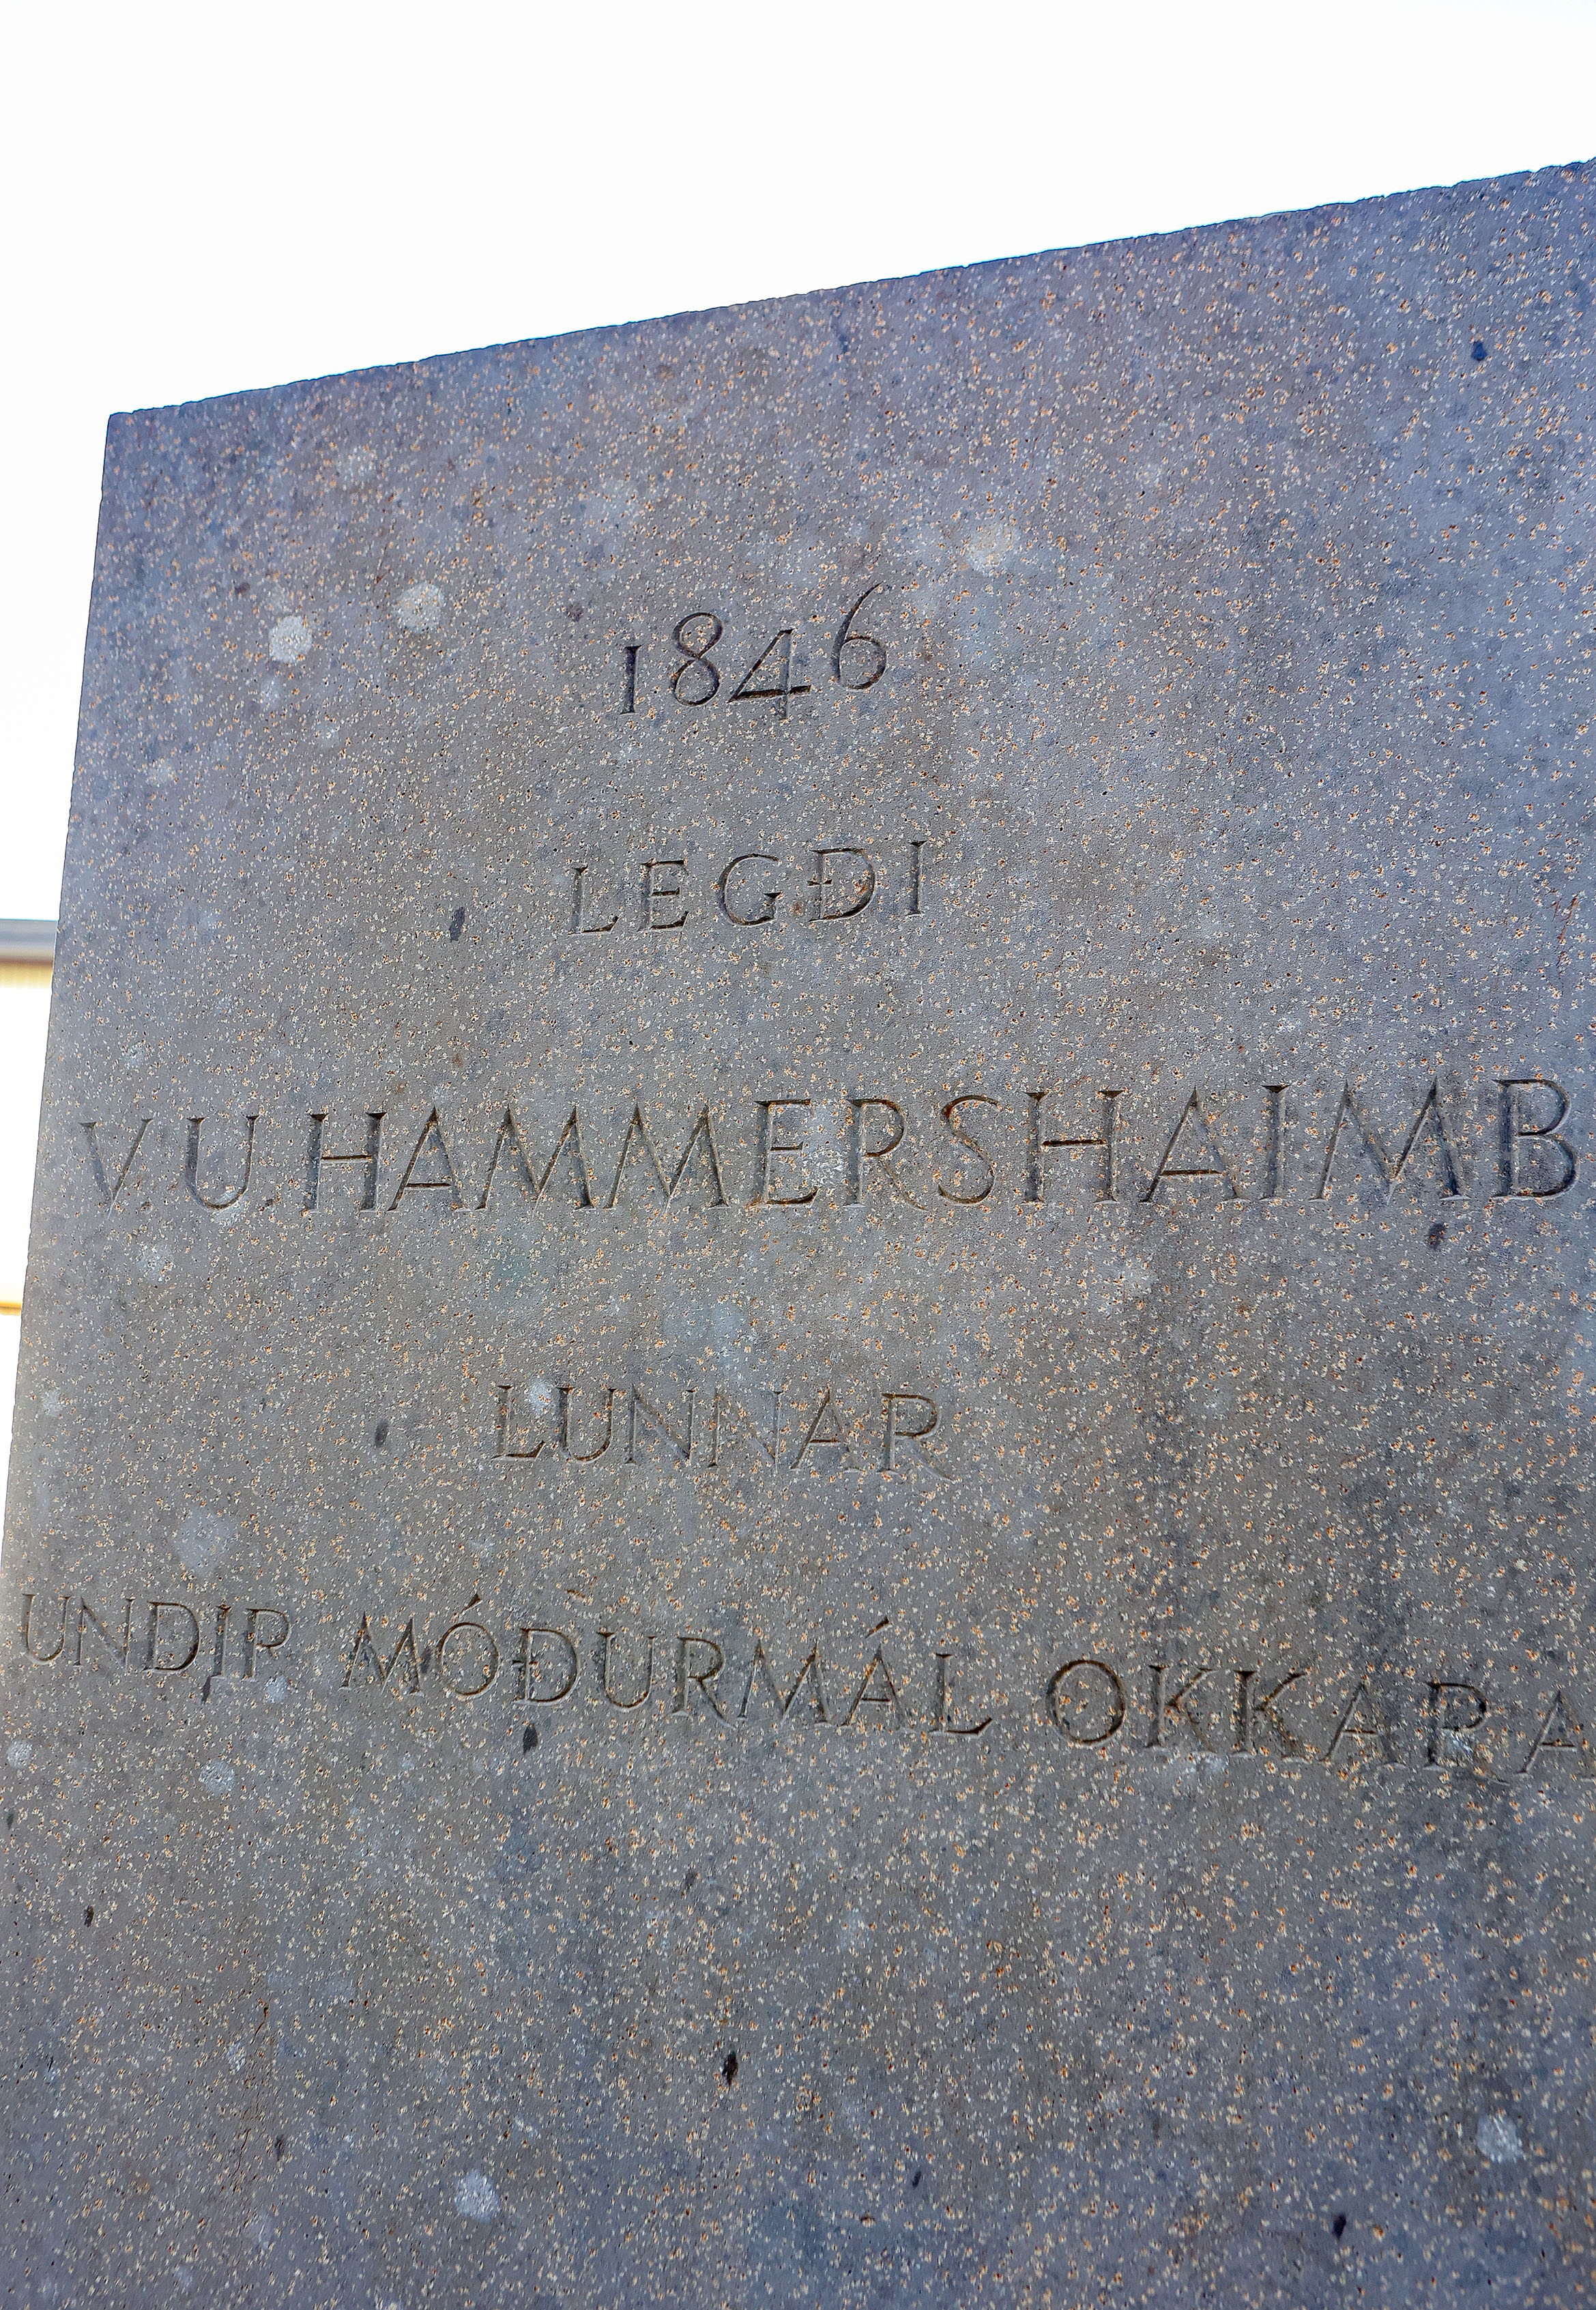 1846
LEGÐI
V. U. HAMMERSHAIMB
LUNNAR
UNDIR MÓÐURMÁL OKKARA